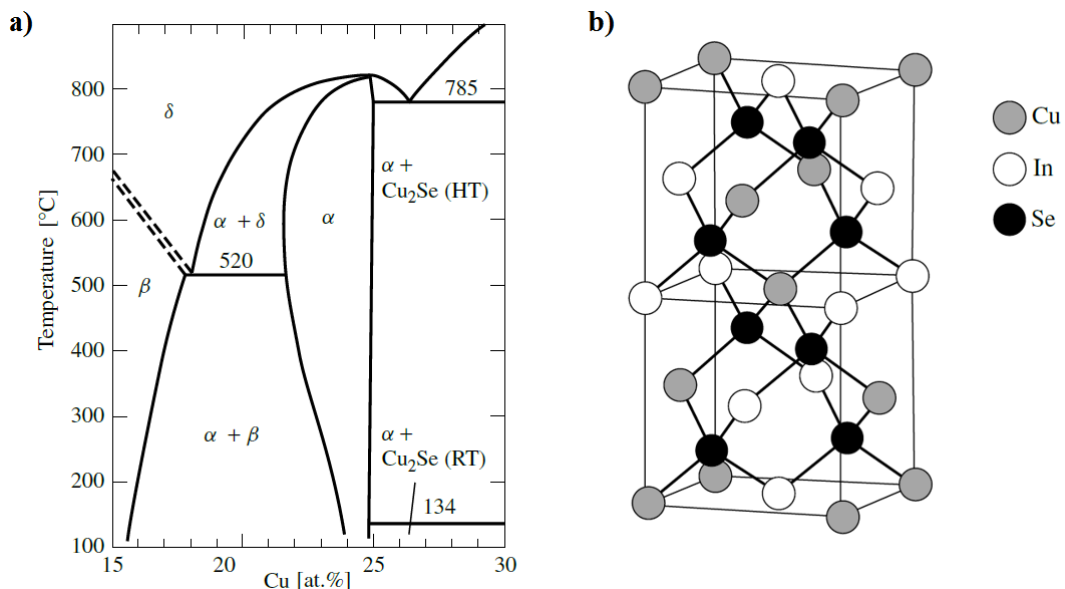 a)
800
700
600
500
400
300
200
100
Temperature [°C]
15
20
25
30
Cu [at.%]
δ
785
α +
Cu₂Se (HT)
α + δ
α
520
β
α + β
α +
Cu₂Se (RT)
134
b)
Cu
In
Se